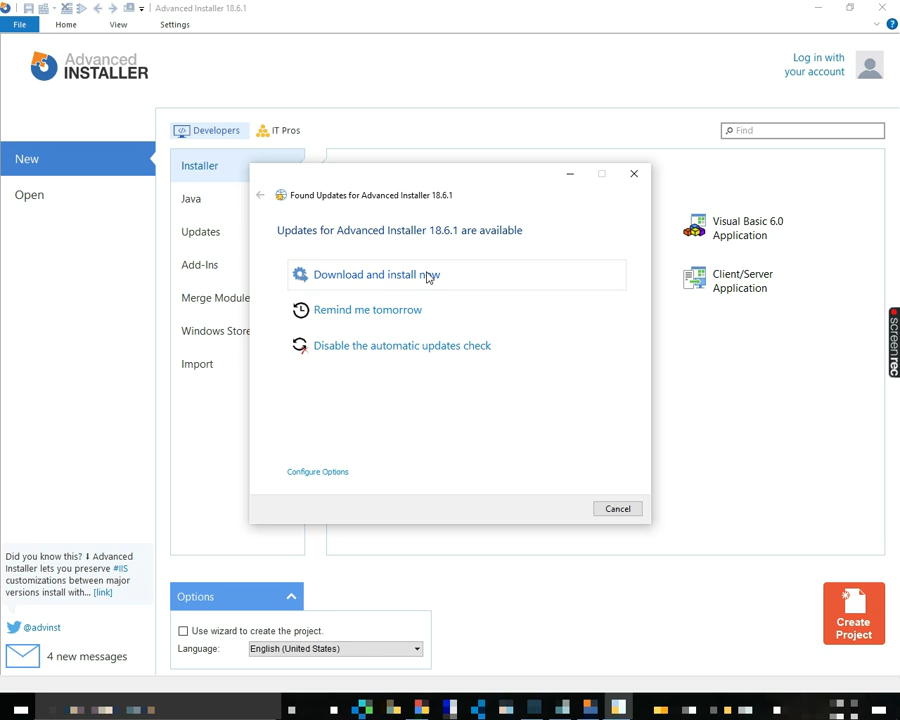 Advanced Installer 18.6.1
File
Home
View
Settings
Advanced
INSTALLER
Log in with
your account
Developers
IT Pros
Find
New
Open
Installer
Java
Updates
Add-Ins
Merge Module
Windows Store
Import
Found Updates for Advanced Installer 18.6.1
Updates for Advanced Installer 18.6.1 are available
Download and install now
Remind me tomorrow
Disable the automatic updates check
Configure Options
Cancel
Visual Basic 6.0
Application
Client/Server
Application
screenrec
Did you know this? ⬇ Advanced
Installer lets you preserve #IIS
customizations between major
versions install with... [link]
@advinst
4 new messages
Options
Use wizard to create the project.
Language:
English (United States)
Create
Project